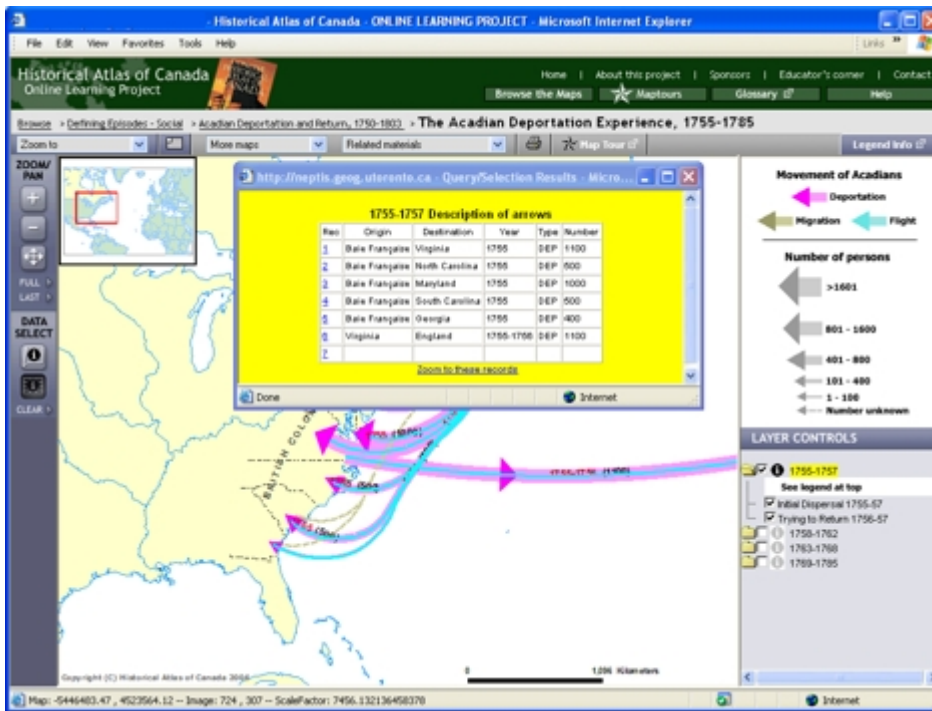 - Historical Atlas of Canada - ONLINE LEARNING PROJECT - Microsoft Internet Explorer
File Edit View Favorites Tools Help Links »
Historical Atlas of Canada
Online Learning Project
Home | About this project | Sponsors | Educator's corner | Contact
Browse the Maps Maptours Glossary Help
Browse > Defining Episodes - Social > Acadian Deportation and Return, 1750-1803 > The Acadian Deportation Experience, 1755-1785
Zoom to More maps Related materials Map Tour Legend Info
ZOOM/
PAN
FULL
LAST
DATA
SELECT
CLEAR
http://neptis.geog.utoronto.ca - Query/Selection Results - Micro...
1755-1757 Description of arrows
Rec Origin Destination Year Type Number
1 Baie Française Virginia 1755 DEP 1100
2 Baie Française North Carolina 1755 DEP 500
3 Baie Française Maryland 1755 DEP 1000
4 Baie Française South Carolina 1755 DEP 500
5 Baie Française Georgia 1755 DEP 400
6 Virginia England 1755-1756 DEP 1100
7
Zoom to these records
Done Internet
Movement of Acadians
Deportation
Migration Flight
Number of persons
>1601
801 - 1600
401 - 800
101 - 400
1 - 100
Number unknown
LAYER CONTROLS
1755-1757
See legend at top
Initial Dispersal 1755-57
Trying to Return 1756-57
1758-1762
1763-1768
1769-1785
BRITISH COLO
1755
Copyright (C) Historical Atlas of Canada
0 1,096 Kilometers
Map: -5446483.47 , 4523564.12 -- Image: 724 , 307 -- ScaleFactor: 7456.132136458378 Internet